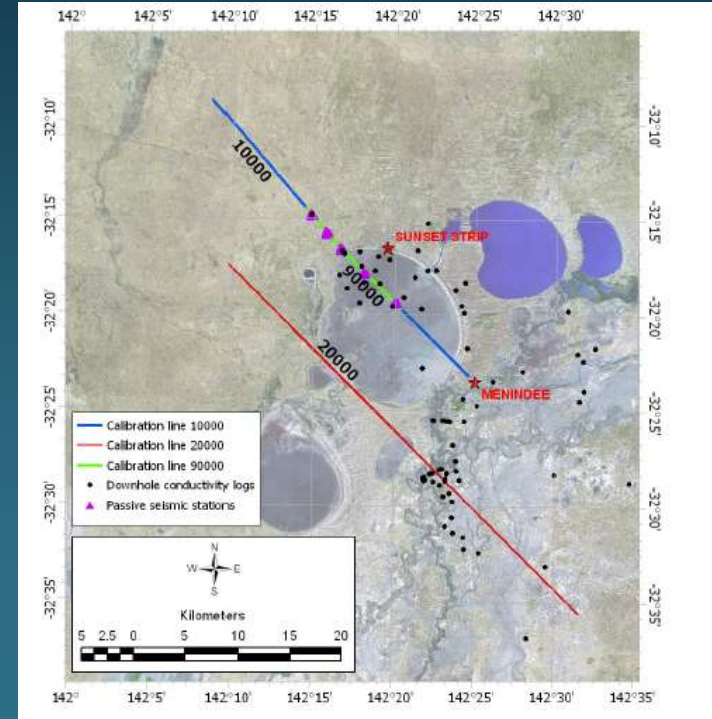 142° 142°5' 142°10' 142°15' 142°20' 142°25' 142°30'
-32°10' -32°10'
10000
-32°15' -32°15'
SUNSET STRIP
90000
-32°20' -32°20'
20000
MENINDEE
-32°25' -32°25'
Calibration line 10000
Calibration line 20000
Calibration line 90000
Downhole conductivity logs
Passive seismic stations
-32°30' -32°30'
N
W E
S
-32°35' -32°35'
Kilometers
5 2.5 0 5 10 15 20
142° 142°5' 142°10' 142°15' 142°20' 142°25' 142°30' 142°35'